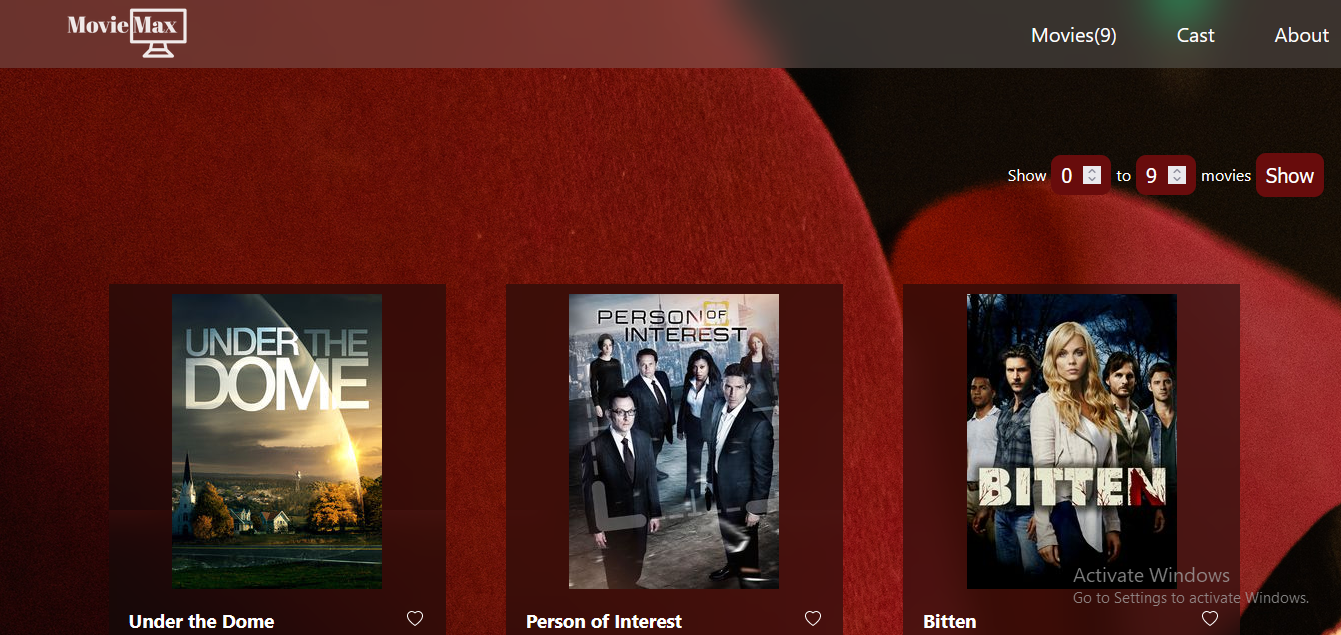 MovieMax
Movies(9)
Cast
About
Show 0 to 9 movies Show
UNDER THE
DOME
PERSON OF
INTEREST
BITTEN
Activate Windows
Go to Settings to activate Windows.
Under the Dome
Person of Interest
Bitten